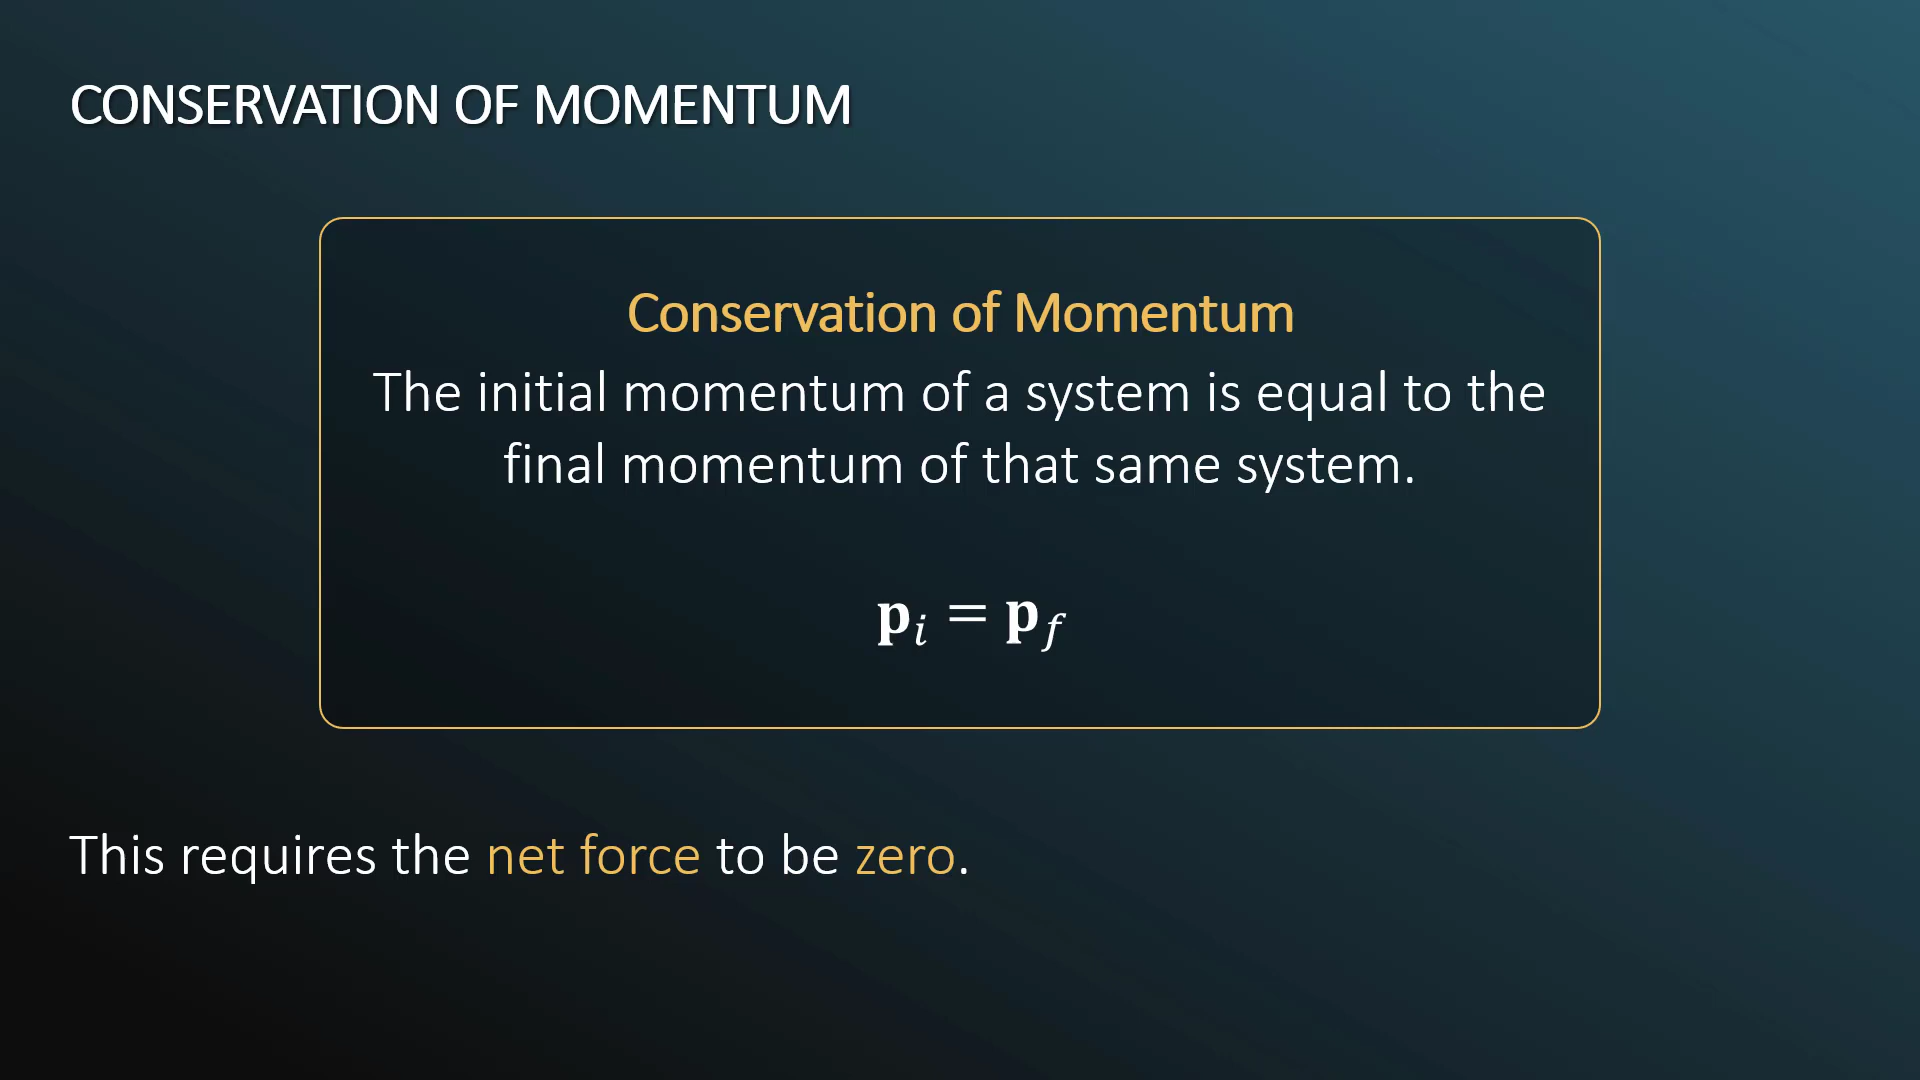 CONSERVATION OF MOMENTUM
Conservation of Momentum
The initial momentum of a system is equal to the
final momentum of that same system.
𝐩ᵢ = 𝐩_f
This requires the net force to be zero.